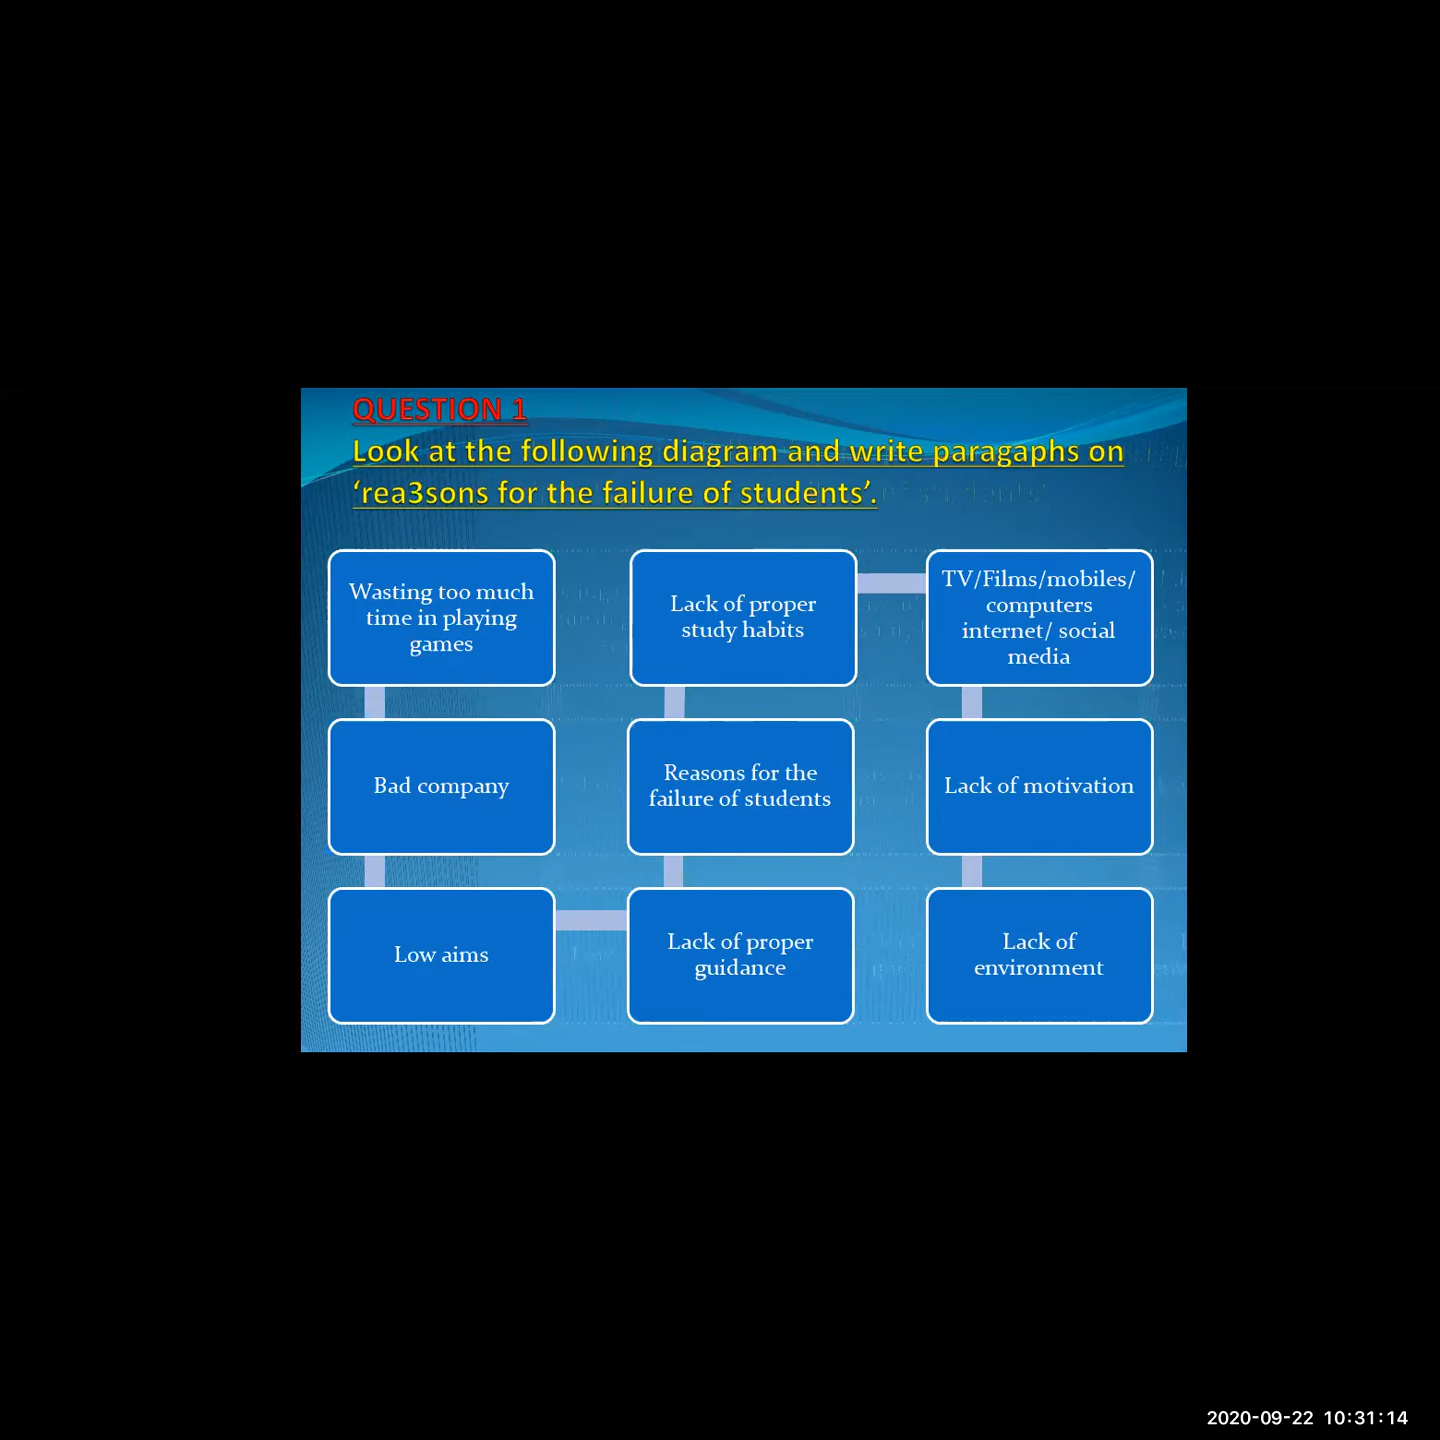 QUESTION 1
Look at the following diagram and write paragaphs on
‘rea3sons for the failure of students’.
Wasting too much
time in playing
games
Lack of proper
study habits
TV/Films/mobiles/
computers
internet/ social
media
Bad company
Reasons for the
failure of students
Lack of motivation
Low aims
Lack of proper
guidance
Lack of
environment
2020-09-22 10:31:14